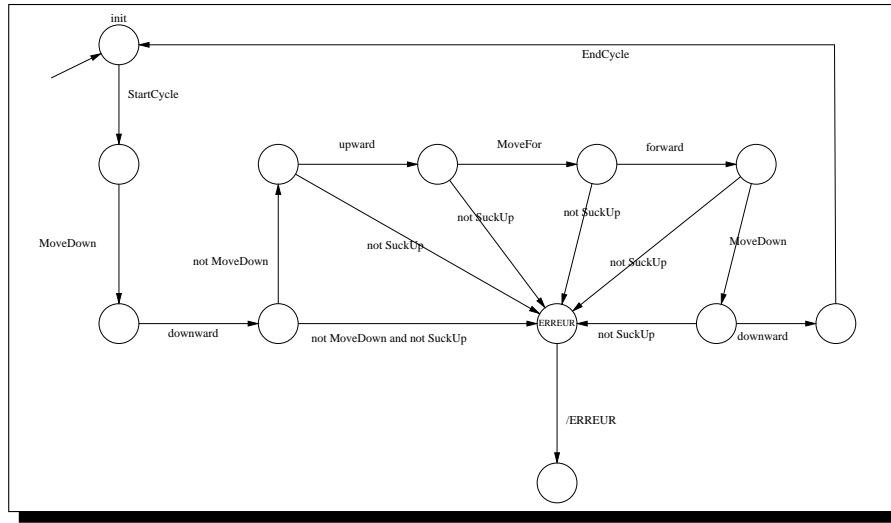 init
EndCycle
StartCycle
upward
MoveFor
forward
not SuckUp
not SuckUp
MoveDown
MoveDown
not SuckUp
not SuckUp
not MoveDown
ERREUR
downward
not MoveDown and not SuckUp
not SuckUp
downward
/ERREUR